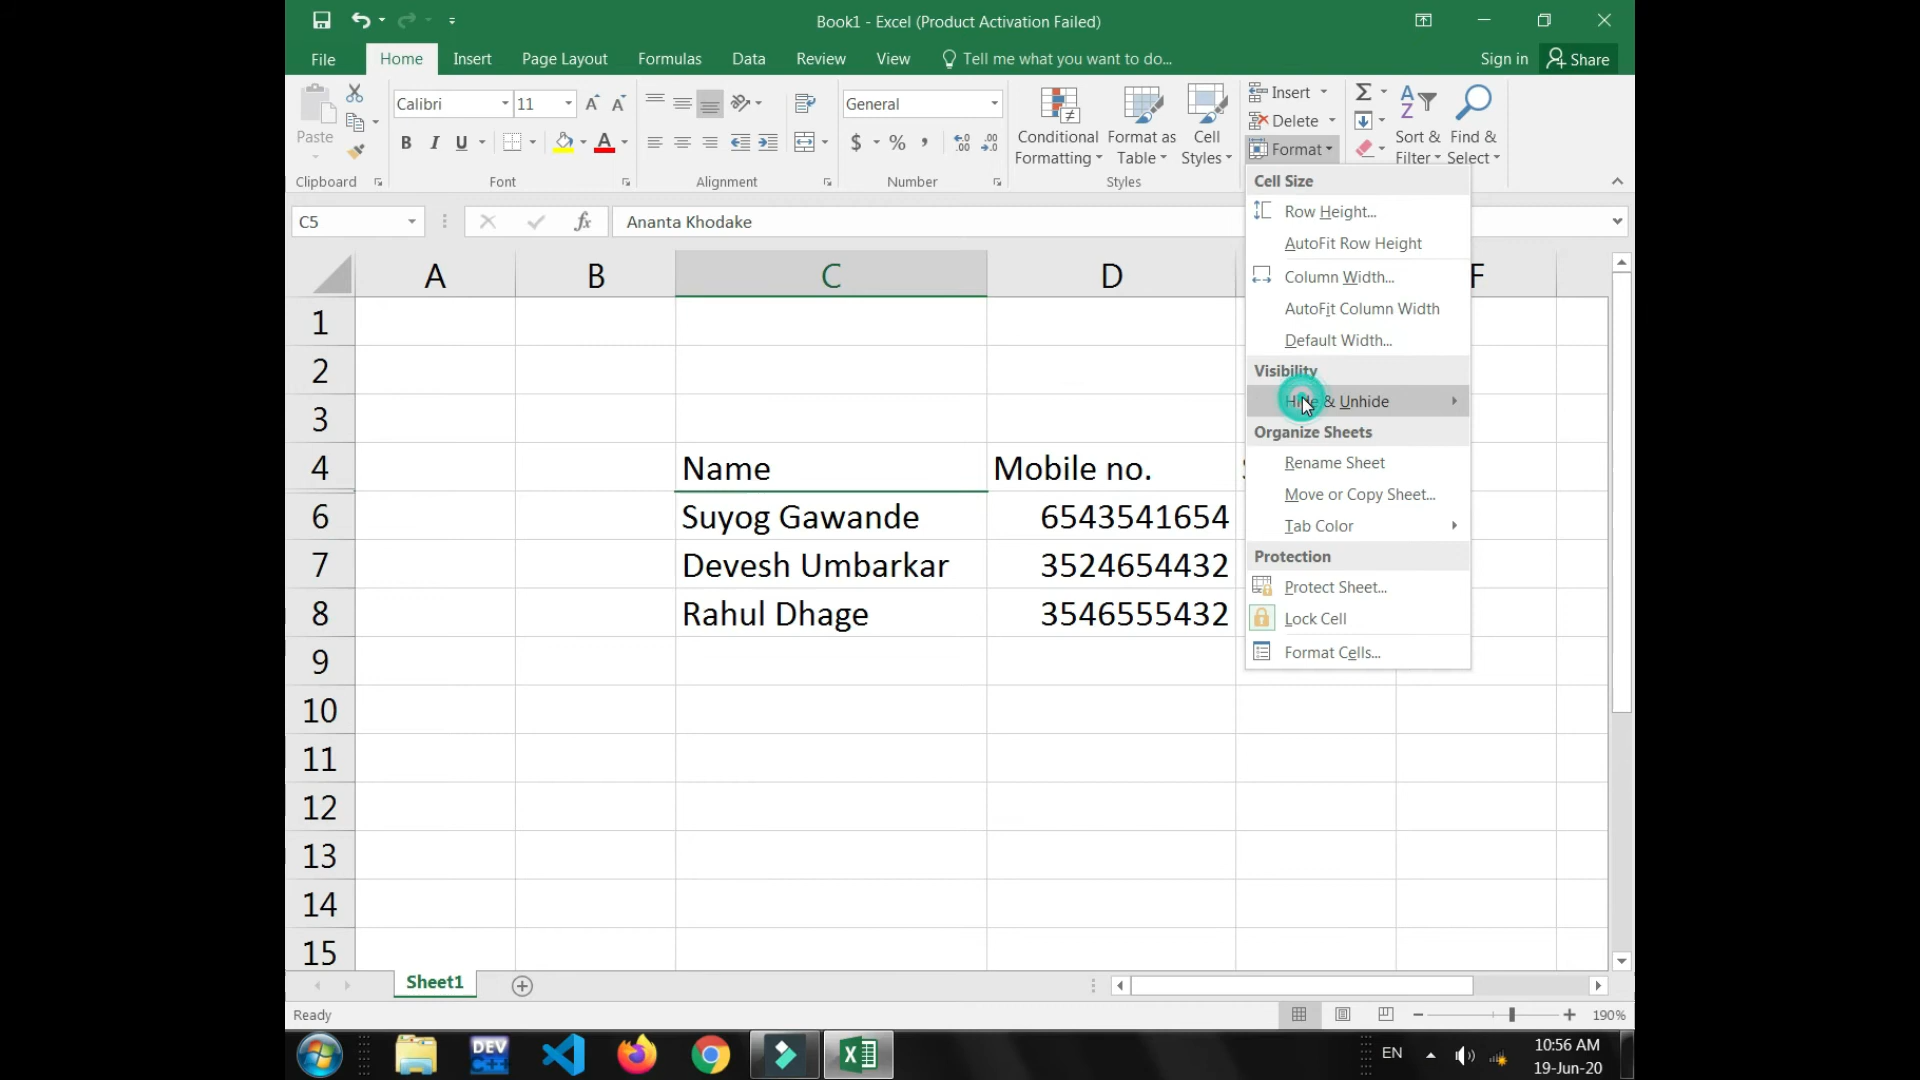 Book1 - Excel (Product Activation Failed)
File Home Insert Page Layout Formulas Data Review View Tell me what you want to do... Sign in Share
Paste
Calibri 11
General
Conditional Formatting
Format as Table
Cell Styles
Insert
Delete
Format
Sort & Filter
Find & Select
Clipboard Font Alignment Number Styles
C5 fx Ananta Khodake
Cell Size
Row Height...
AutoFit Row Height
Column Width...
AutoFit Column Width
Default Width...
Visibility
Hide & Unhide
Organize Sheets
Rename Sheet
Move or Copy Sheet...
Tab Color
Protection
Protect Sheet...
Lock Cell
Format Cells...
A B C D F
1
2
3
4 Name Mobile no.
6 Suyog Gawande 6543541654
7 Devesh Umbarkar 3524654432
8 Rahul Dhage 3546555432
9
10
11
12
13
14
15
Sheet1
Ready 190%
DEV C++
EN 10:56 AM
19-Jun-20